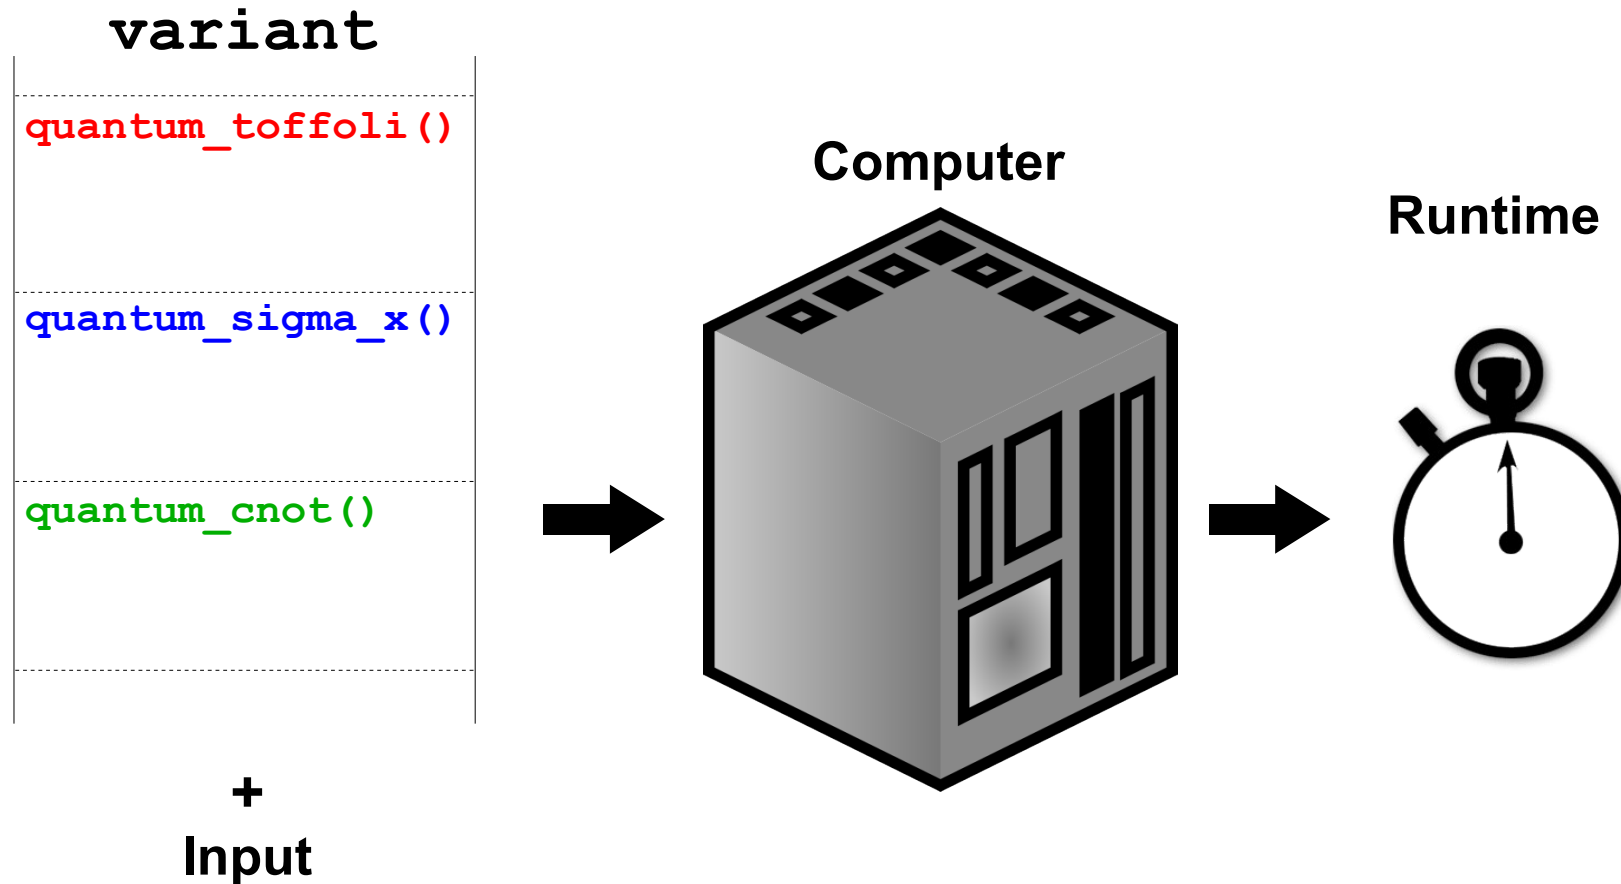 variant
quantum_toffoli()
quantum_sigma_x()
quantum_cnot()
+
Input
Computer
Runtime